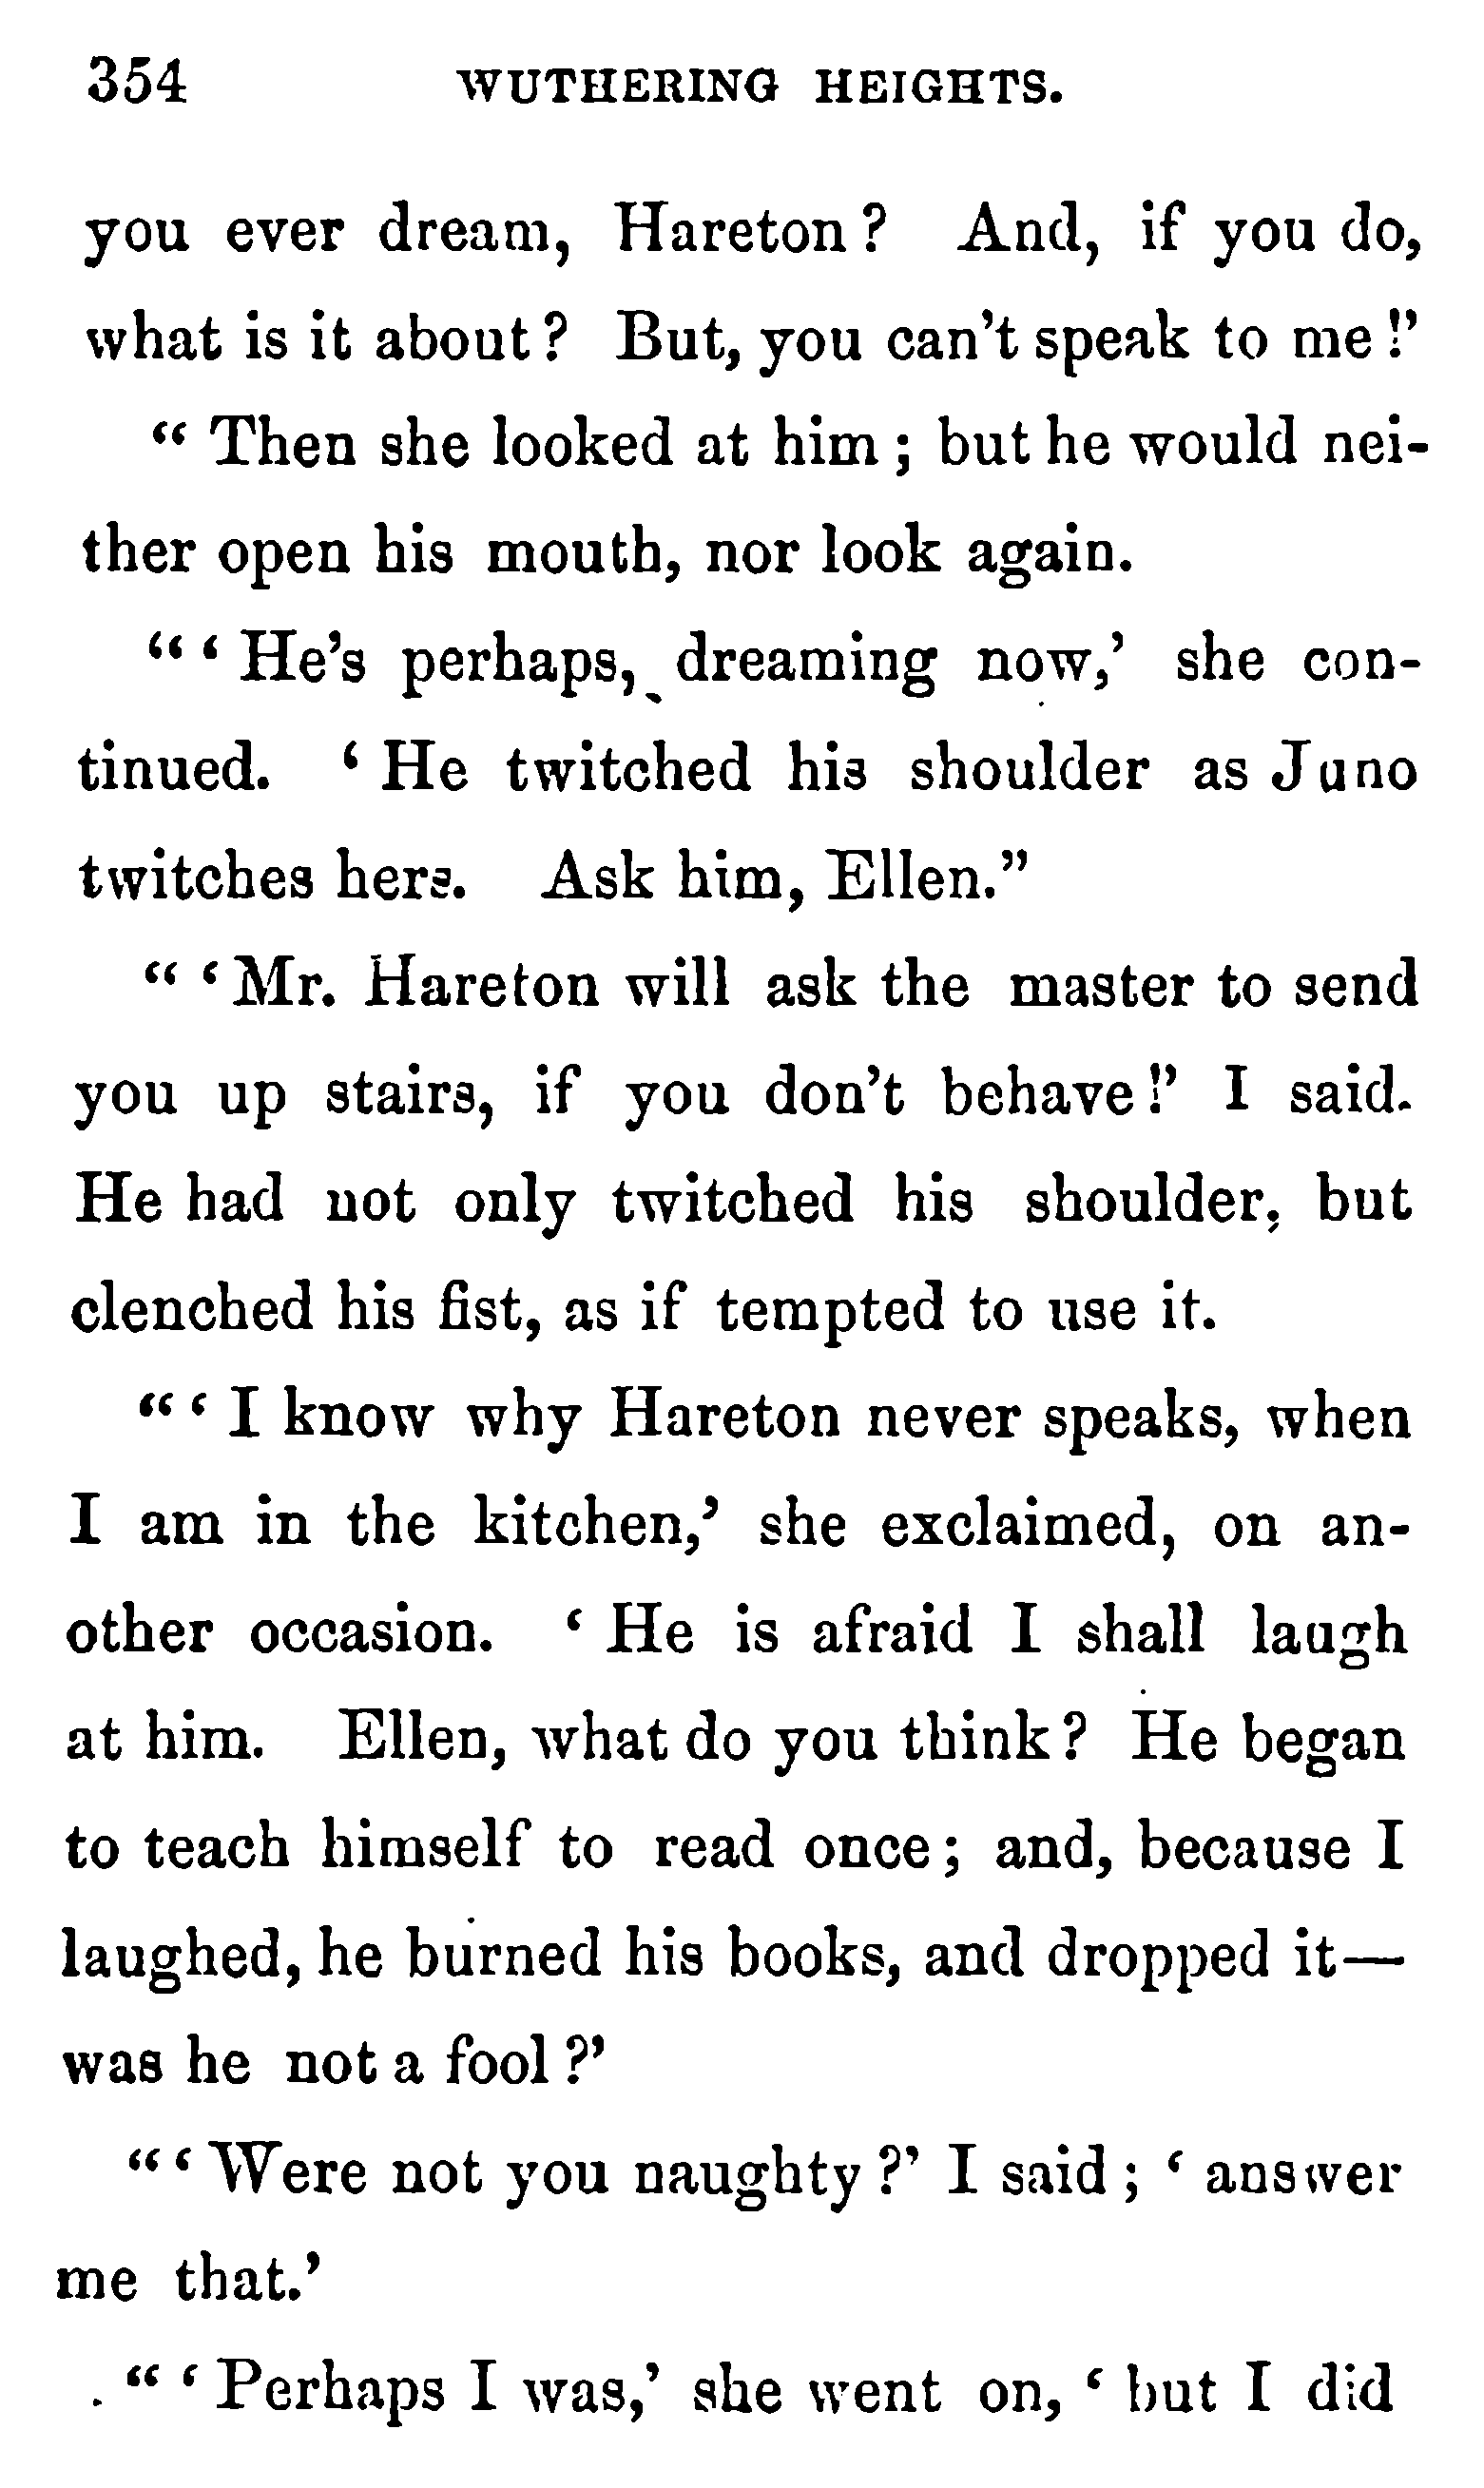 354 WUTHERING HEIGHTS.
you ever dream, Hareton? And, if you do,
what is it about? But, you can't speak to me!'
"Then she looked at him; but he would nei-
ther open his mouth, nor look again.
"'He's perhaps, dreaming now,' she con-
tinued. 'He twitched his shoulder as Juno
twitches hers. Ask him, Ellen."
"'Mr. Hareton will ask the master to send
you up stairs, if you don't behave!' I said.
He had not only twitched his shoulder, but
clenched his fist, as if tempted to use it.
"'I know why Hareton never speaks, when
I am in the kitchen,' she exclaimed, on an-
other occasion. 'He is afraid I shall laugh
at him. Ellen, what do you think? He began
to teach himself to read once; and, because I
laughed, he burned his books, and dropped it—
was he not a fool?'
"'Were not you naughty?' I said; 'answer
me that.'
"'Perhaps I was,' she went on, 'but I did